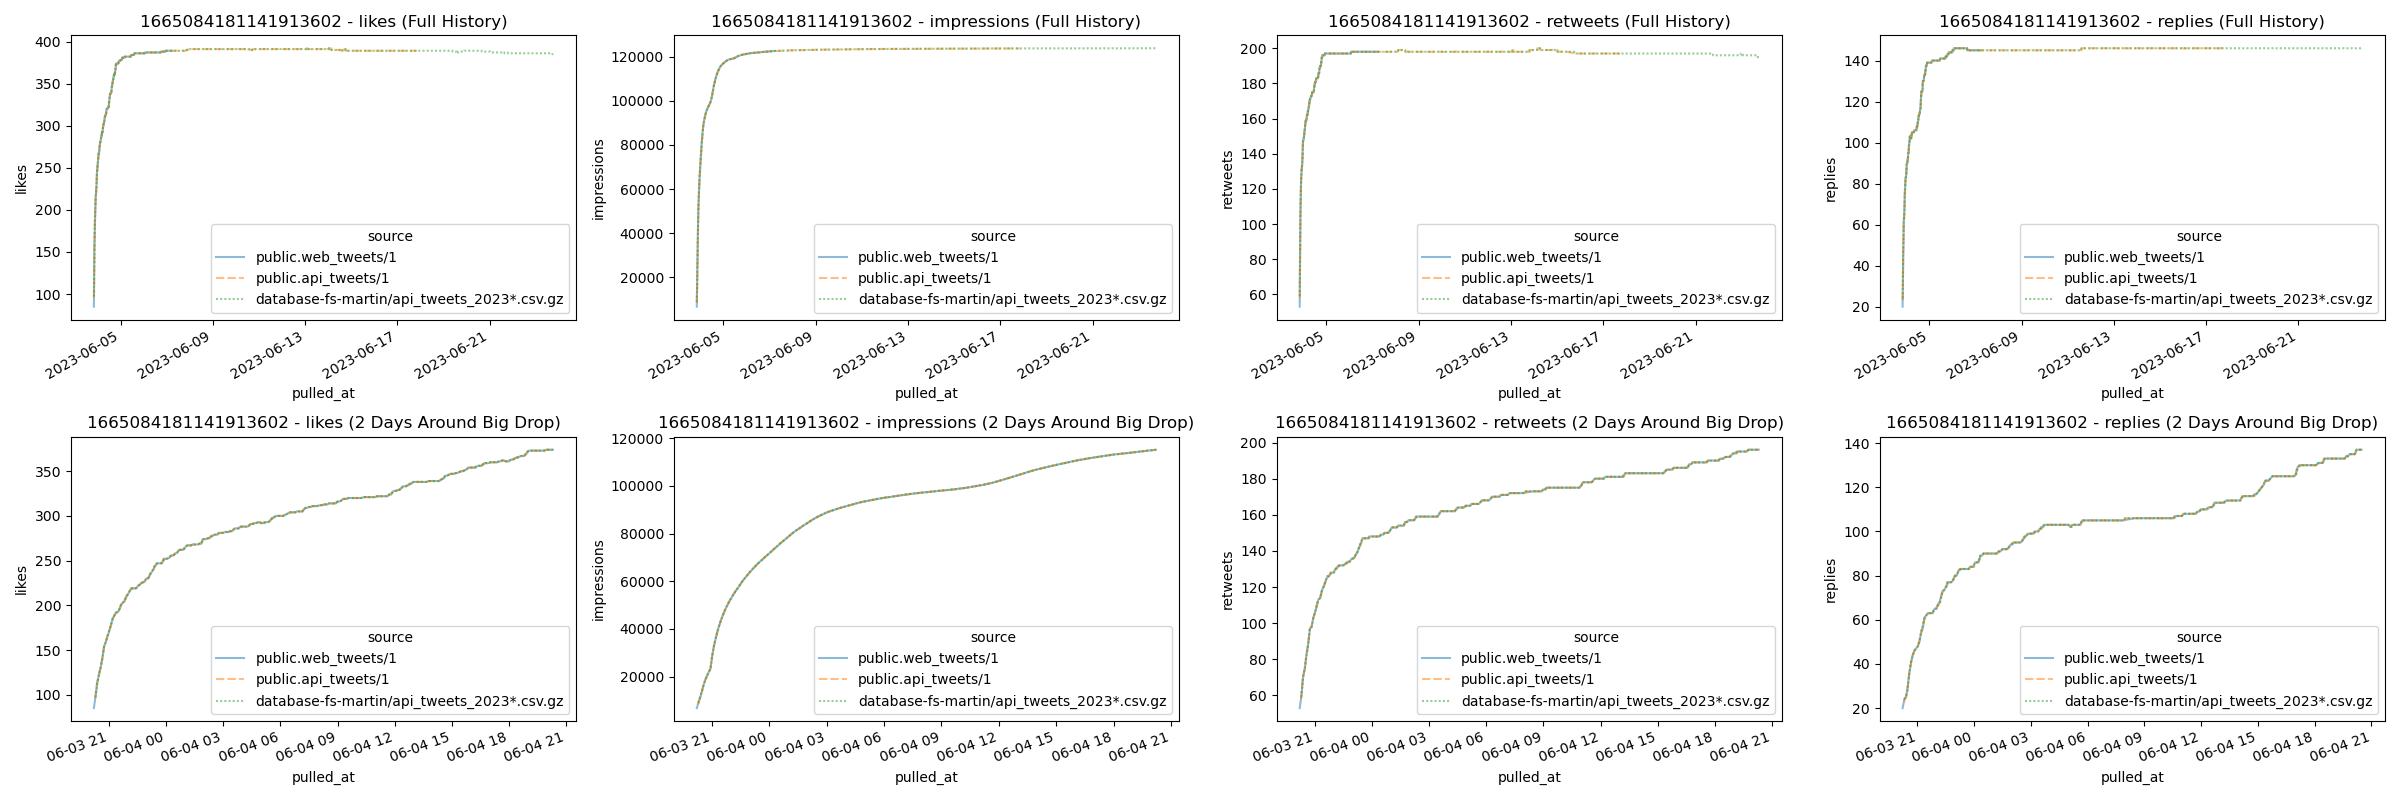 1665084181141913602 - likes (Full History)
likes
400
350
300
250
200
150
100
source
public.web_tweets/1
public.api_tweets/1
database-fs-martin/api_tweets_2023*.csv.gz
2023-06-05
2023-06-09
2023-06-13
2023-06-17
2023-06-21
pulled_at
1665084181141913602 - impressions (Full History)
impressions
120000
100000
80000
60000
40000
20000
source
public.web_tweets/1
public.api_tweets/1
database-fs-martin/api_tweets_2023*.csv.gz
2023-06-05
2023-06-09
2023-06-13
2023-06-17
2023-06-21
pulled_at
1665084181141913602 - retweets (Full History)
retweets
200
180
160
140
120
100
80
60
source
public.web_tweets/1
public.api_tweets/1
database-fs-martin/api_tweets_2023*.csv.gz
2023-06-05
2023-06-09
2023-06-13
2023-06-17
2023-06-21
pulled_at
1665084181141913602 - replies (Full History)
replies
140
120
100
80
60
40
20
source
public.web_tweets/1
public.api_tweets/1
database-fs-martin/api_tweets_2023*.csv.gz
2023-06-05
2023-06-09
2023-06-13
2023-06-17
2023-06-21
pulled_at
1665084181141913602 - likes (2 Days Around Big Drop)
likes
350
300
250
200
150
100
source
public.web_tweets/1
public.api_tweets/1
database-fs-martin/api_tweets_2023*.csv.gz
06-03 21
06-04 00
06-04 03
06-04 06
06-04 09
06-04 12
06-04 15
06-04 18
06-04 21
pulled_at
1665084181141913602 - impressions (2 Days Around Big Drop)
impressions
120000
100000
80000
60000
40000
20000
source
public.web_tweets/1
public.api_tweets/1
database-fs-martin/api_tweets_2023*.csv.gz
06-03 21
06-04 00
06-04 03
06-04 06
06-04 09
06-04 12
06-04 15
06-04 18
06-04 21
pulled_at
1665084181141913602 - retweets (2 Days Around Big Drop)
retweets
200
180
160
140
120
100
80
60
source
public.web_tweets/1
public.api_tweets/1
database-fs-martin/api_tweets_2023*.csv.gz
06-03 21
06-04 00
06-04 03
06-04 06
06-04 09
06-04 12
06-04 15
06-04 18
06-04 21
pulled_at
1665084181141913602 - replies (2 Days Around Big Drop)
replies
140
120
100
80
60
40
20
source
public.web_tweets/1
public.api_tweets/1
database-fs-martin/api_tweets_2023*.csv.gz
06-03 21
06-04 00
06-04 03
06-04 06
06-04 09
06-04 12
06-04 15
06-04 18
06-04 21
pulled_at